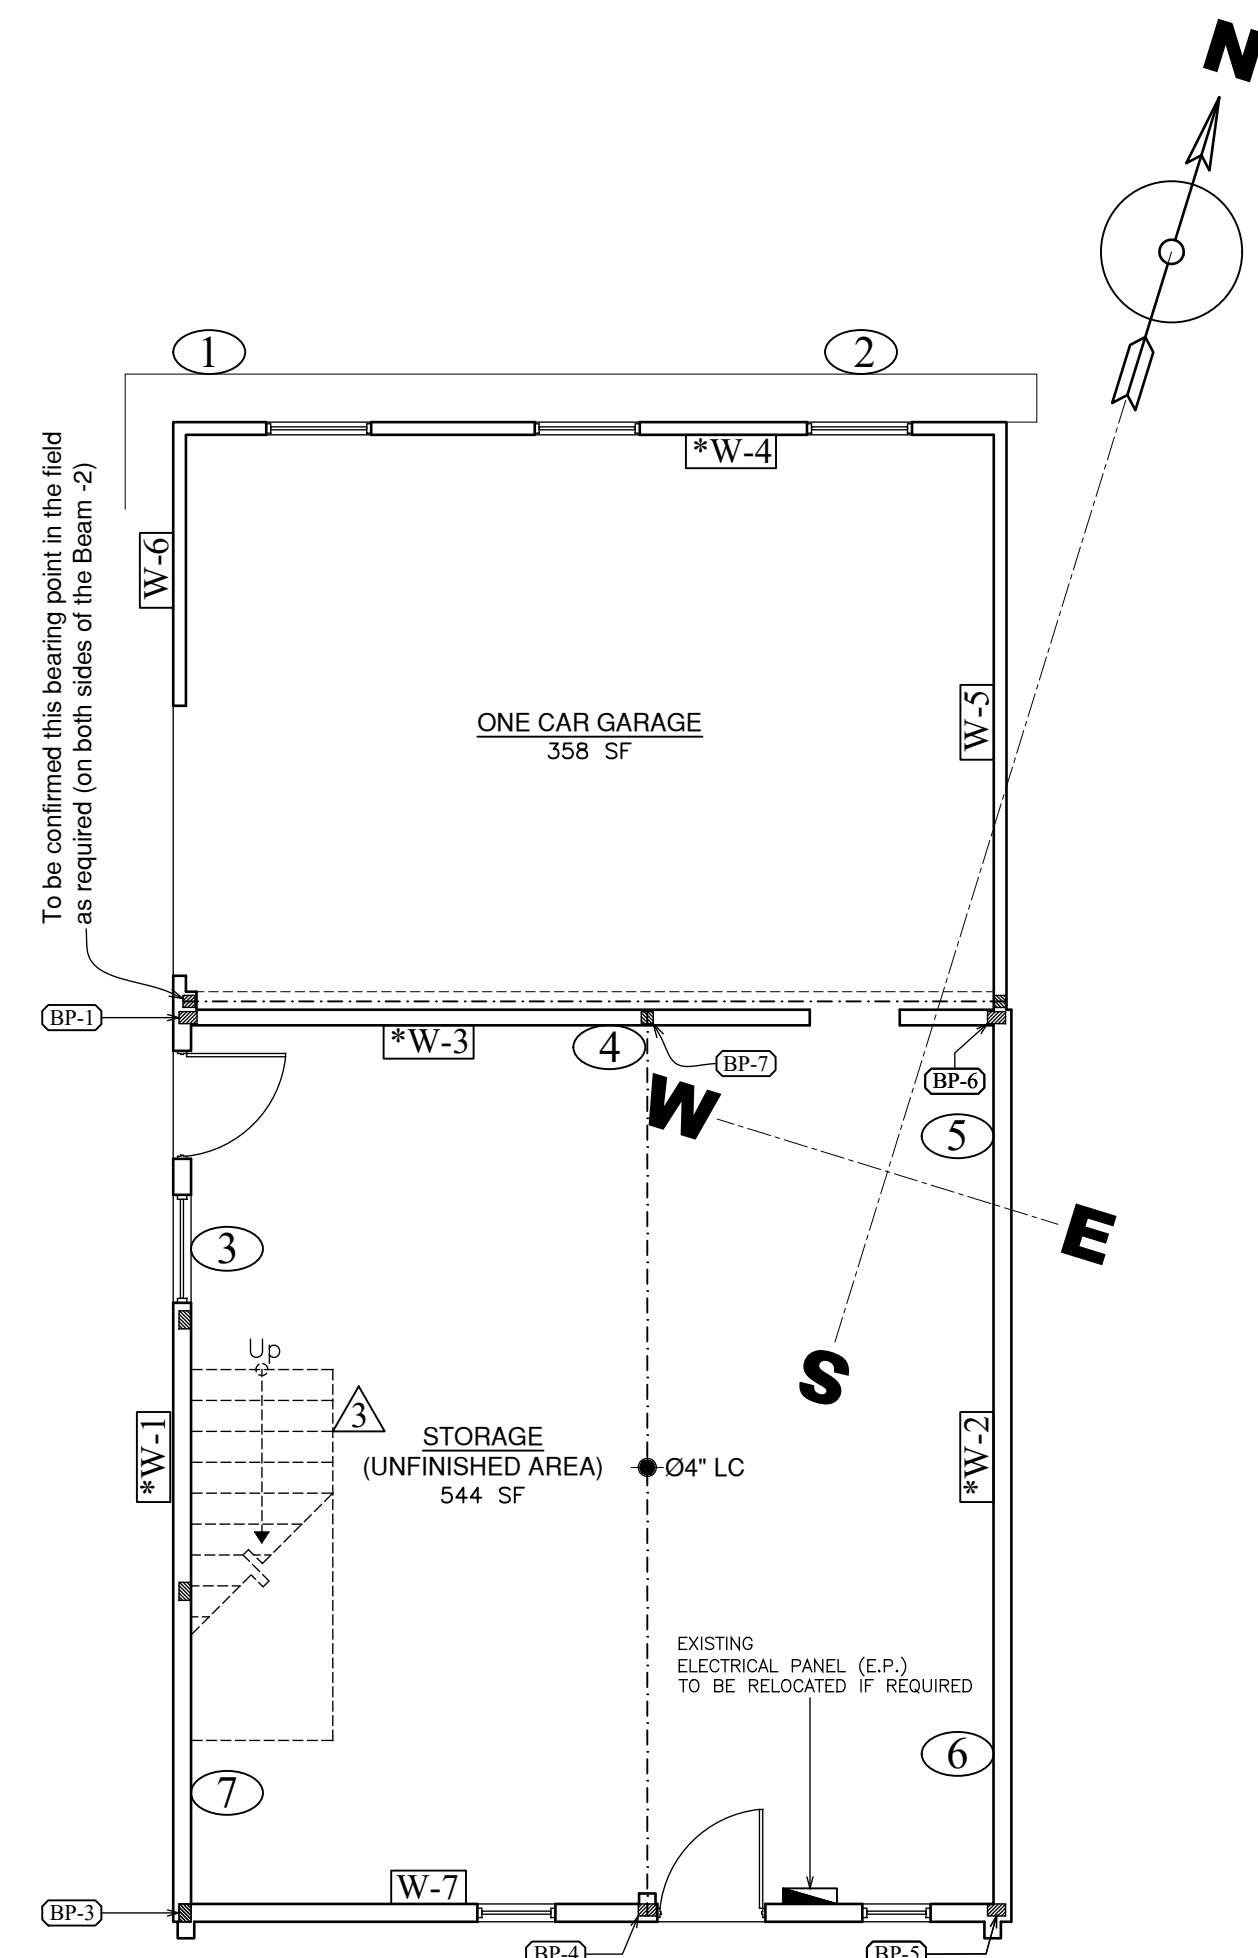 N
1
2
*W-4
To be confirmed this bearing point in the field
as required (on both sides of the Beam -2)
W-6
ONE CAR GARAGE
358 SF
W-5
BP-1
*W-3
4
BP-7
BP-6
W
5
E
3
S
Up
3
*W-1
STORAGE
(UNFINISHED AREA)
544 SF
Ø4" LC
*W-2
EXISTING
ELECTRICAL PANEL (E.P.)
TO BE RELOCATED IF REQUIRED
6
7
W-7
BP-3
BP-4
BP-5